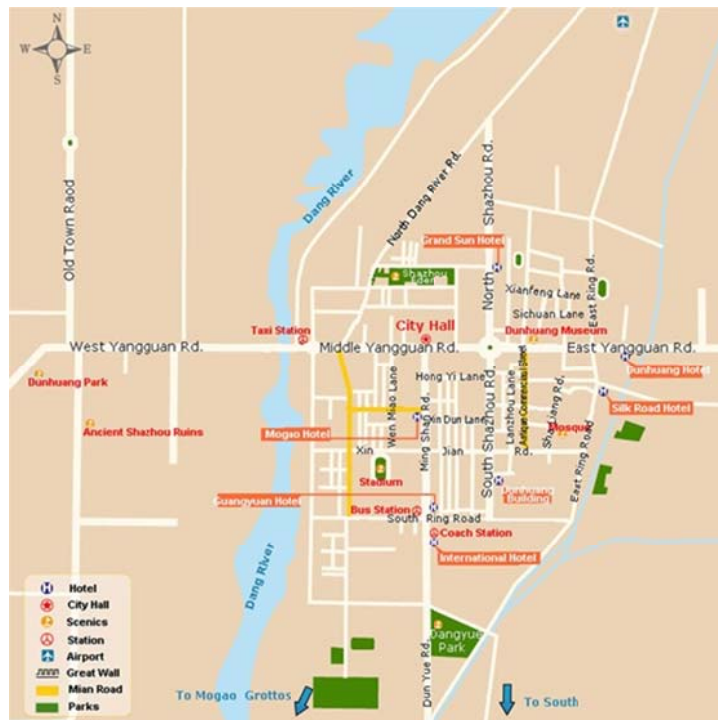 N
W E
S
Dang River
Old Town Raod
North Dang River Rd.
North Shazhou Rd.
Grand Sun Hotel
Shazhou
Xianfeng Lane
East Ring Rd.
Sichuan Lane
Taxi Station
City Hall
Dunhuang Museum
West Yangguan Rd.
Middle Yangguan Rd.
East Yangguan Rd.
Dunhuang Hotel
Hong Yi Lane
Dunhuang Park
Wen Miao Lane
Ming Shan Rd.
South Shazhou Rd.
Lanzhou Lane
Silk Road Hotel
Xin Dun Lane
Ancient Shazhou Ruins
Mogao Hotel
Mosque
Xin Jian Rd.
East Ring Road
Stadium
Guangyuan Hotel
Dunhuang
Building
Bus Station
South Ring Road
Coach Station
International Hotel
Dang River
Hotel
City Hall
Scenics
Station
Airport
Great Wall
Mian Road
Parks
Dangyue
Park
Dun Yue Rd.
To Mogao Grottos
To South